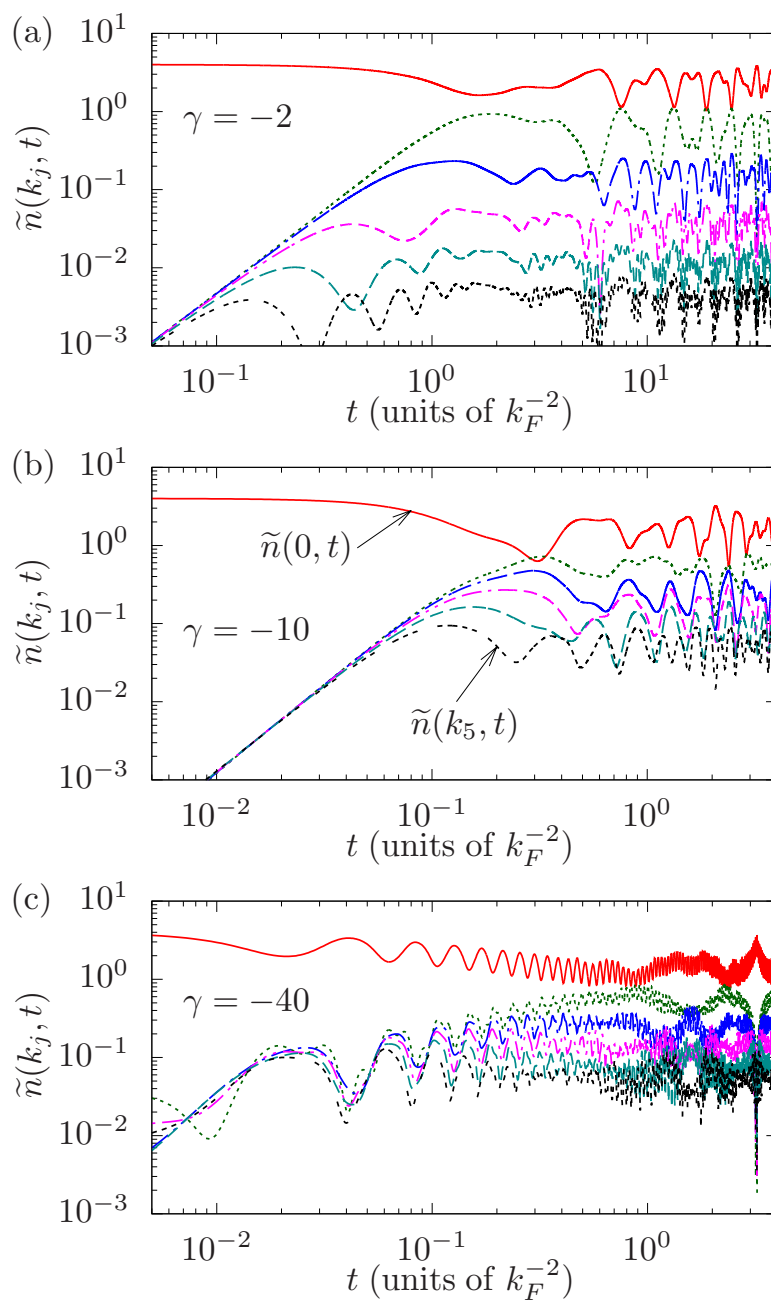 (a)
10^1
10^0
10^{-1}
10^{-2}
10^{-3}
ñ(k_j, t)
γ = −2
10^{-1} 10^0 10^1
t (units of k_F^{-2})
(b)
10^1
10^0
10^{-1}
10^{-2}
10^{-3}
ñ(k_j, t)
ñ(0, t)
γ = −10
ñ(k_5, t)
10^{-2} 10^{-1} 10^0
t (units of k_F^{-2})
(c)
10^1
10^0
10^{-1}
10^{-2}
10^{-3}
ñ(k_j, t)
γ = −40
10^{-2} 10^{-1} 10^0
t (units of k_F^{-2})